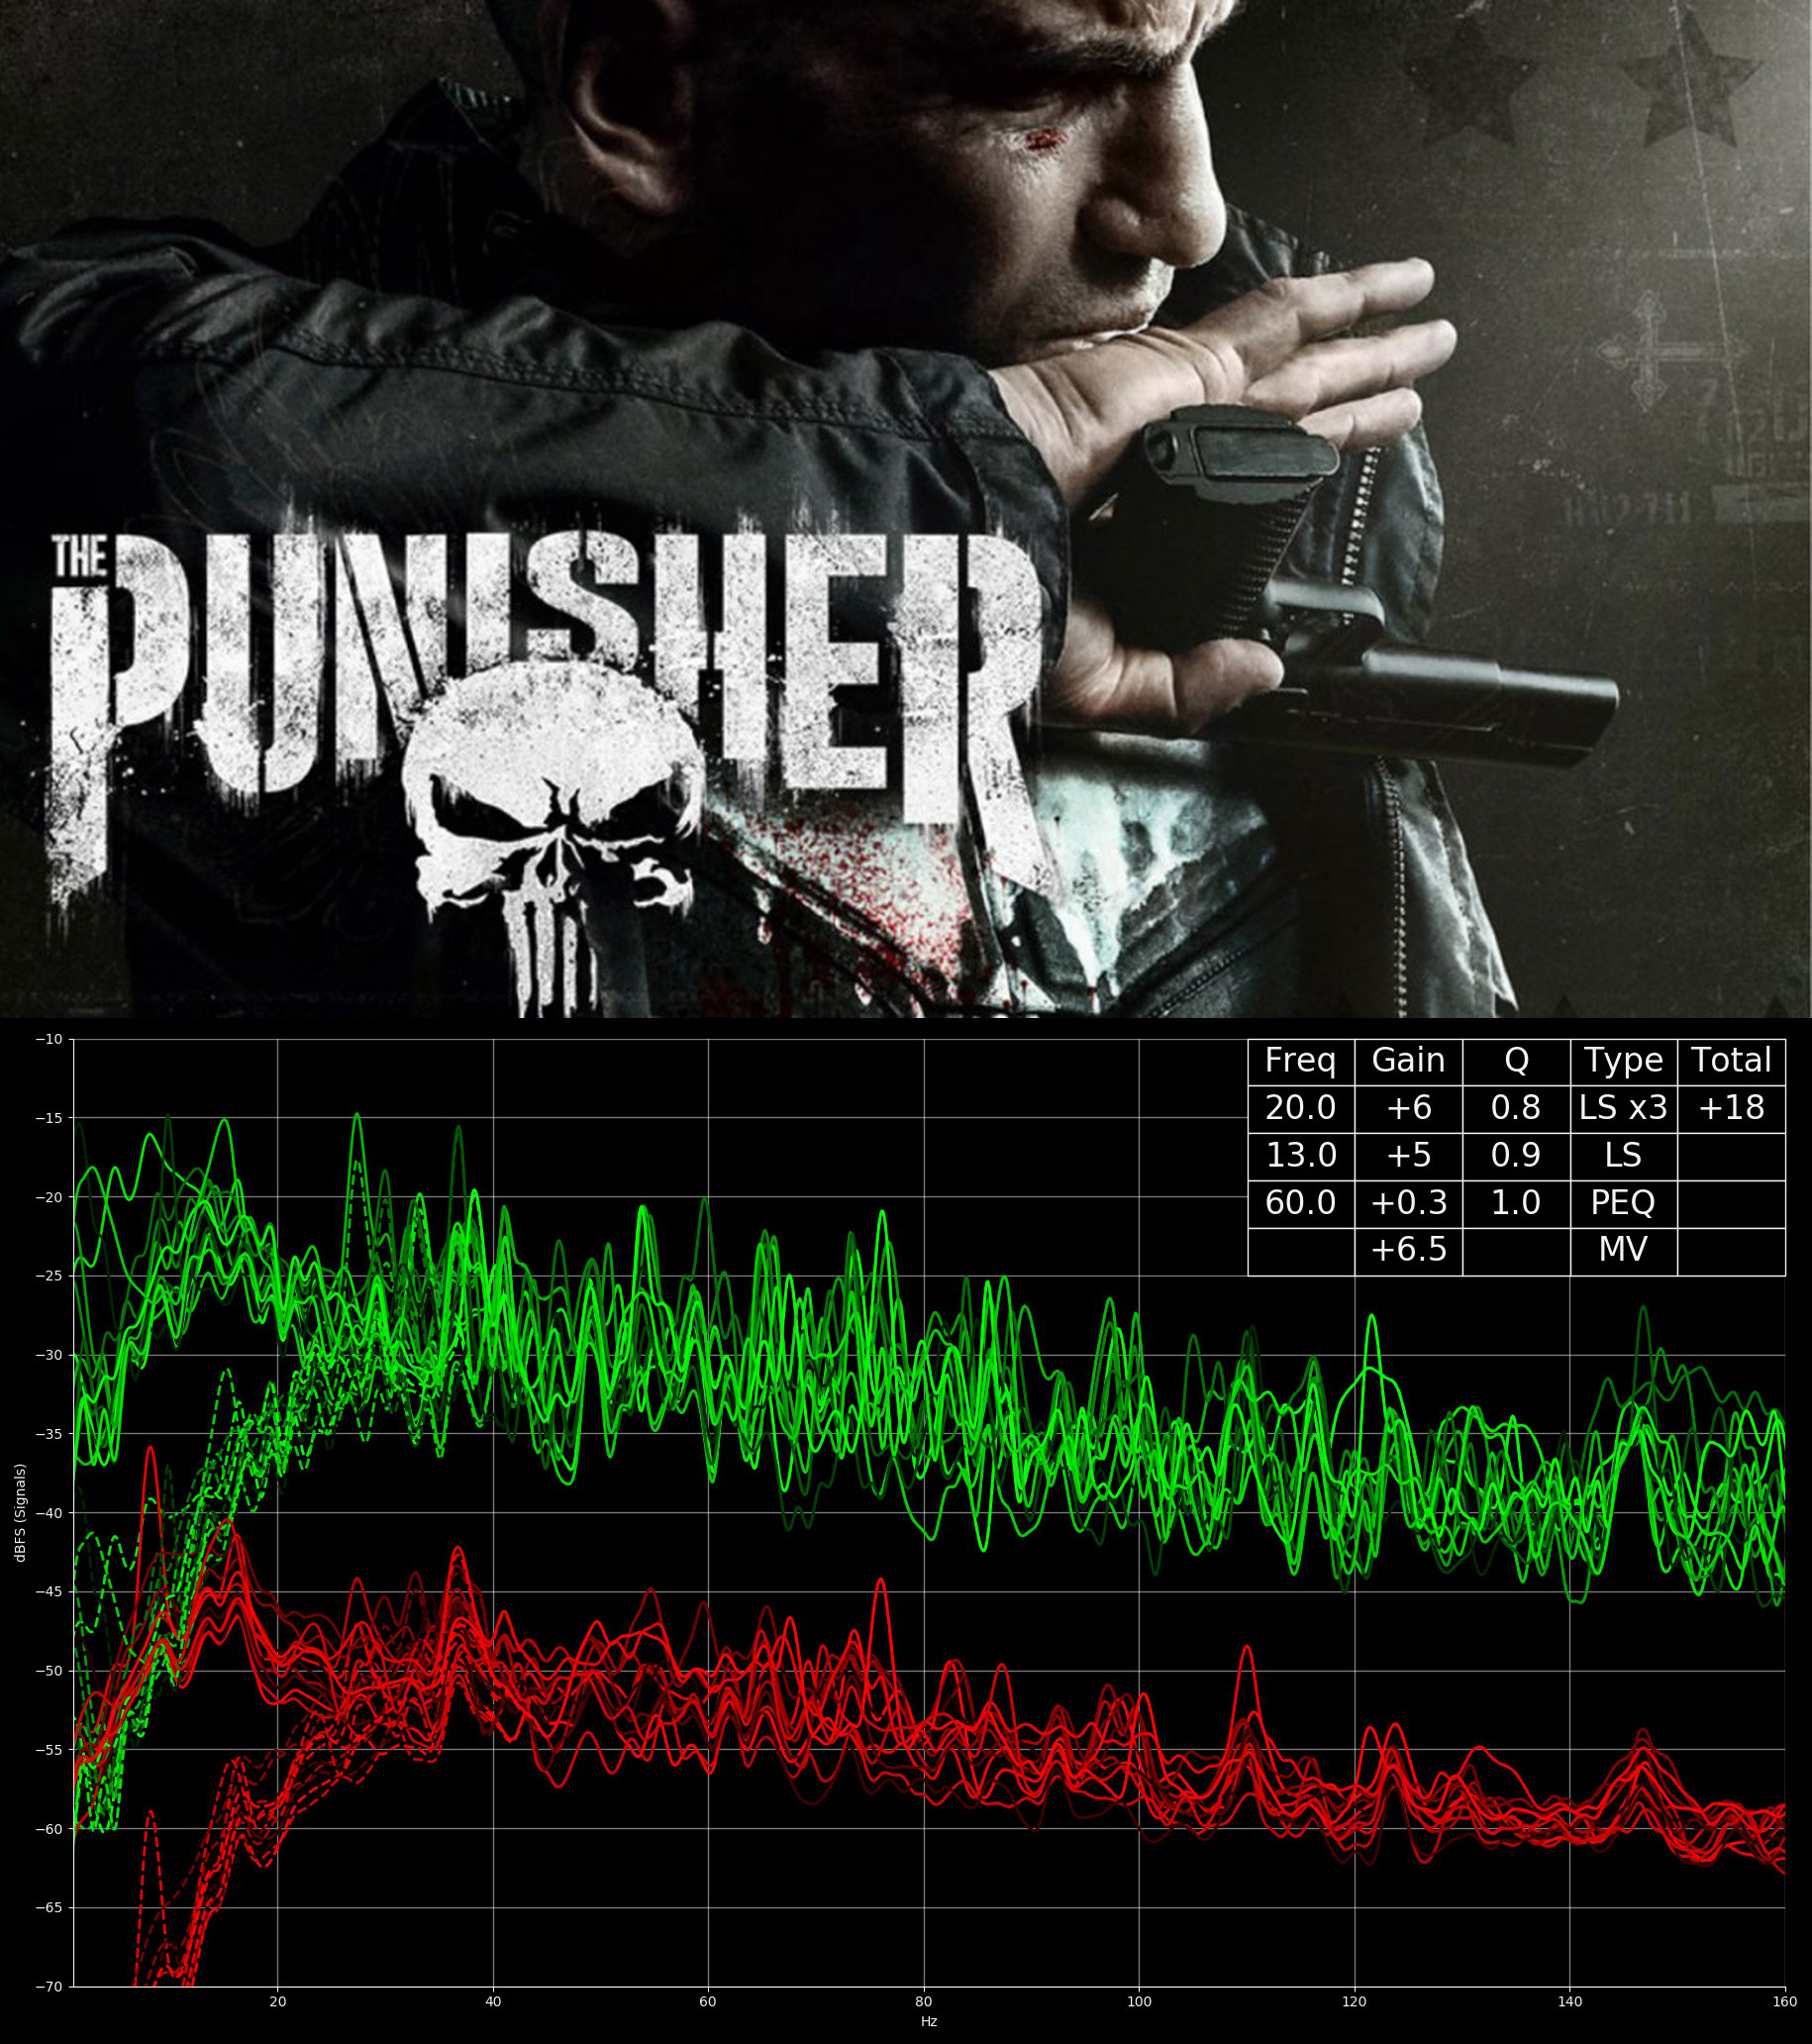 THE
PUNISHER
Freq Gain Q Type Total
20.0 +6 0.8 LS x3 +18
13.0 +5 0.9 LS
60.0 +0.3 1.0 PEQ
+6.5 MV
−10
−15
−20
−25
−30
−35
−40
−45
−50
−55
−60
−65
−70
dBFS (Signals)
20 40 60 80 100 120 140 160
Hz